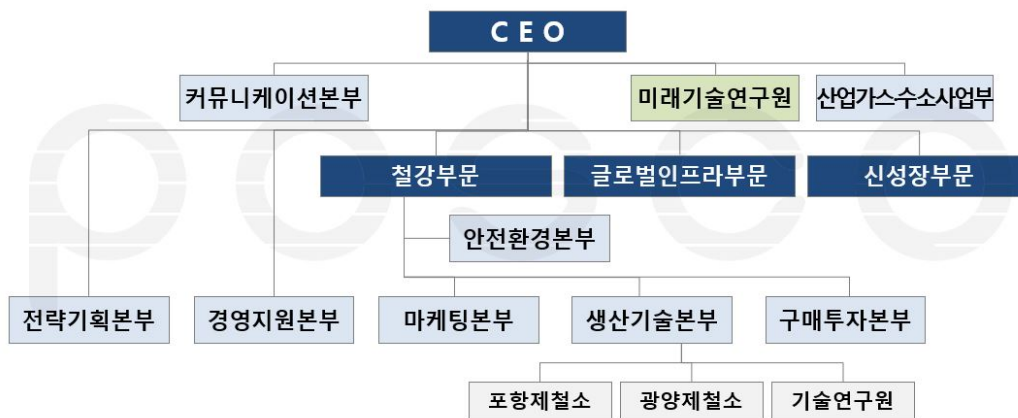 CEO
커뮤니케이션본부 미래기술연구원 산업가스·수소사업부
철강부문 글로벌인프라부문 신성장부문
안전환경본부
전략기획본부 경영지원본부 마케팅본부 생산기술본부 구매투자본부
포항제철소 광양제철소 기술연구원
posco